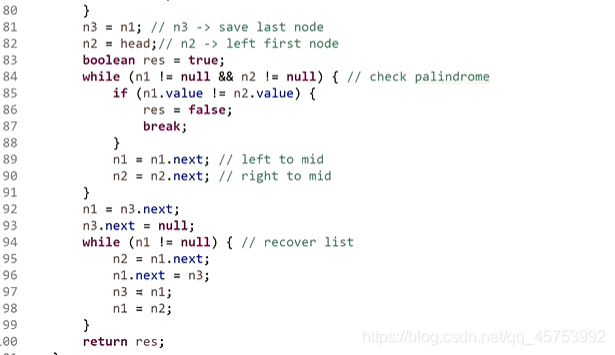 80 }
81 n3 = n1; // n3 -> save last node
82 n2 = head;// n2 -> left first node
83 boolean res = true;
84 while (n1 != null && n2 != null) { // check palindrome
85 if (n1.value != n2.value) {
86 res = false;
87 break;
88 }
89 n1 = n1.next; // left to mid
90 n2 = n2.next; // right to mid
91 }
92 n1 = n3.next;
93 n3.next = null;
94 while (n1 != null) { // recover list
95 n2 = n1.next;
96 n1.next = n3;
97 n3 = n1;
98 n1 = n2;
99 }
100 return res;
https://blog.csdn.net/qq_45753992